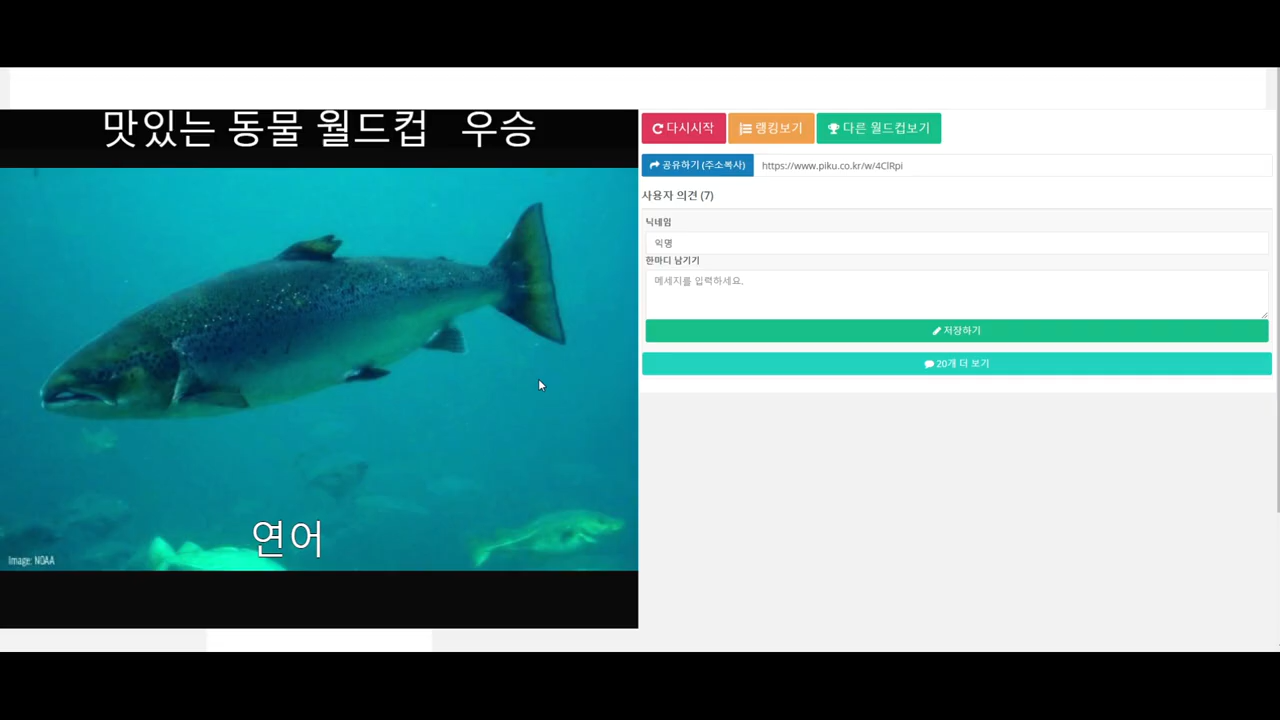 맛있는 동물 월드컵 우승
연어
Image: NOAA
다시시작
랭킹보기
다른 월드컵보기
공유하기 (주소복사)
https://www.piku.co.kr/w/4ClRpi
사용자 의견 (7)
닉네임
익명
한마디 남기기
메세지를 입력하세요.
저장하기
20개 더 보기